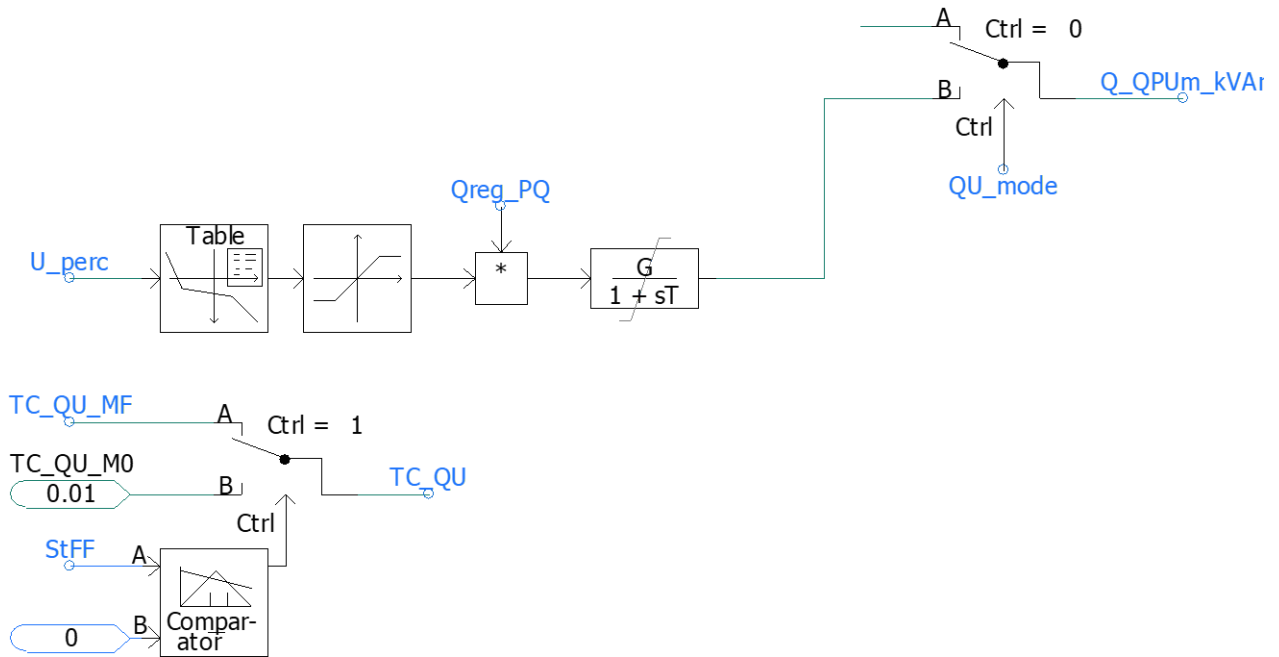 A
Ctrl = 0
B
Q_QPUm_kVAr
Ctrl
QU_mode
Qreg_PQ
Table
U_perc
*
G
1 + sT
TC_QU_MF
A
Ctrl = 1
TC_QU_M0
0.01
B
TC_QU
Ctrl
StFF
A
0
B
Compar-
ator